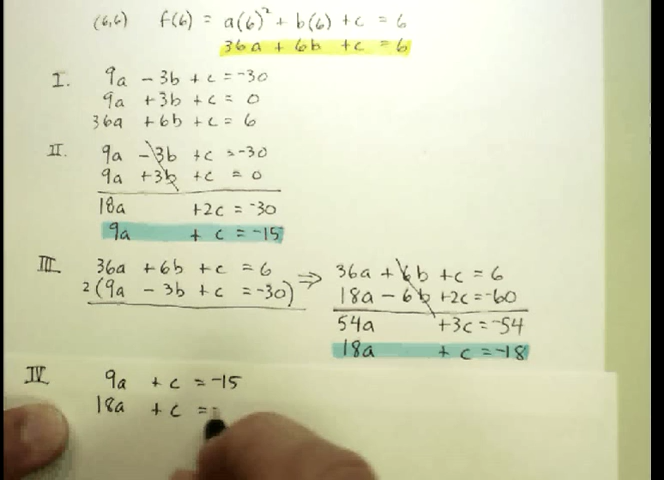 (6,6) f(6) = a(6)² + b(6) + c = 6
36a + 6b + c = 6
I. 9a - 3b + c = -30
9a + 3b + c = 0
36a + 6b + c = 6
II. 9a - 3b + c = -30
9a + 3b + c = 0
18a + 2c = -30
9a + c = -15
III. 36a + 6b + c = 6
2(9a - 3b + c = -30) ⇒
36a + 6b + c = 6
18a - 6b + 2c = -60
54a + 3c = -54
18a + c = -18
IV 9a + c = -15
18a + c = -